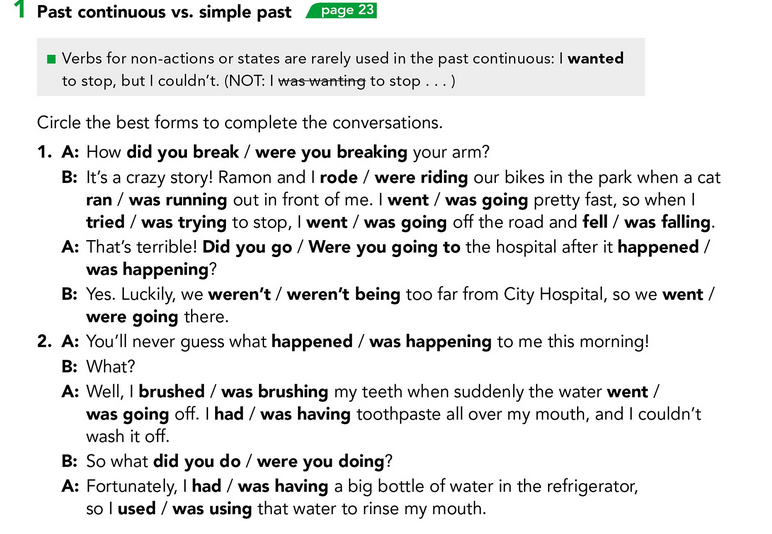 1 Past continuous vs. simple past page 23
■ Verbs for non-actions or states are rarely used in the past continuous: I wanted
to stop, but I couldn't. (NOT: I was wanting to stop . . . )
Circle the best forms to complete the conversations.
1. A: How did you break / were you breaking your arm?
B: It's a crazy story! Ramon and I rode / were riding our bikes in the park when a cat
ran / was running out in front of me. I went / was going pretty fast, so when I
tried / was trying to stop, I went / was going off the road and fell / was falling.
A: That's terrible! Did you go / Were you going to the hospital after it happened /
was happening?
B: Yes. Luckily, we weren't / weren't being too far from City Hospital, so we went /
were going there.
2. A: You'll never guess what happened / was happening to me this morning!
B: What?
A: Well, I brushed / was brushing my teeth when suddenly the water went /
was going off. I had / was having toothpaste all over my mouth, and I couldn't
wash it off.
B: So what did you do / were you doing?
A: Fortunately, I had / was having a big bottle of water in the refrigerator,
so I used / was using that water to rinse my mouth.